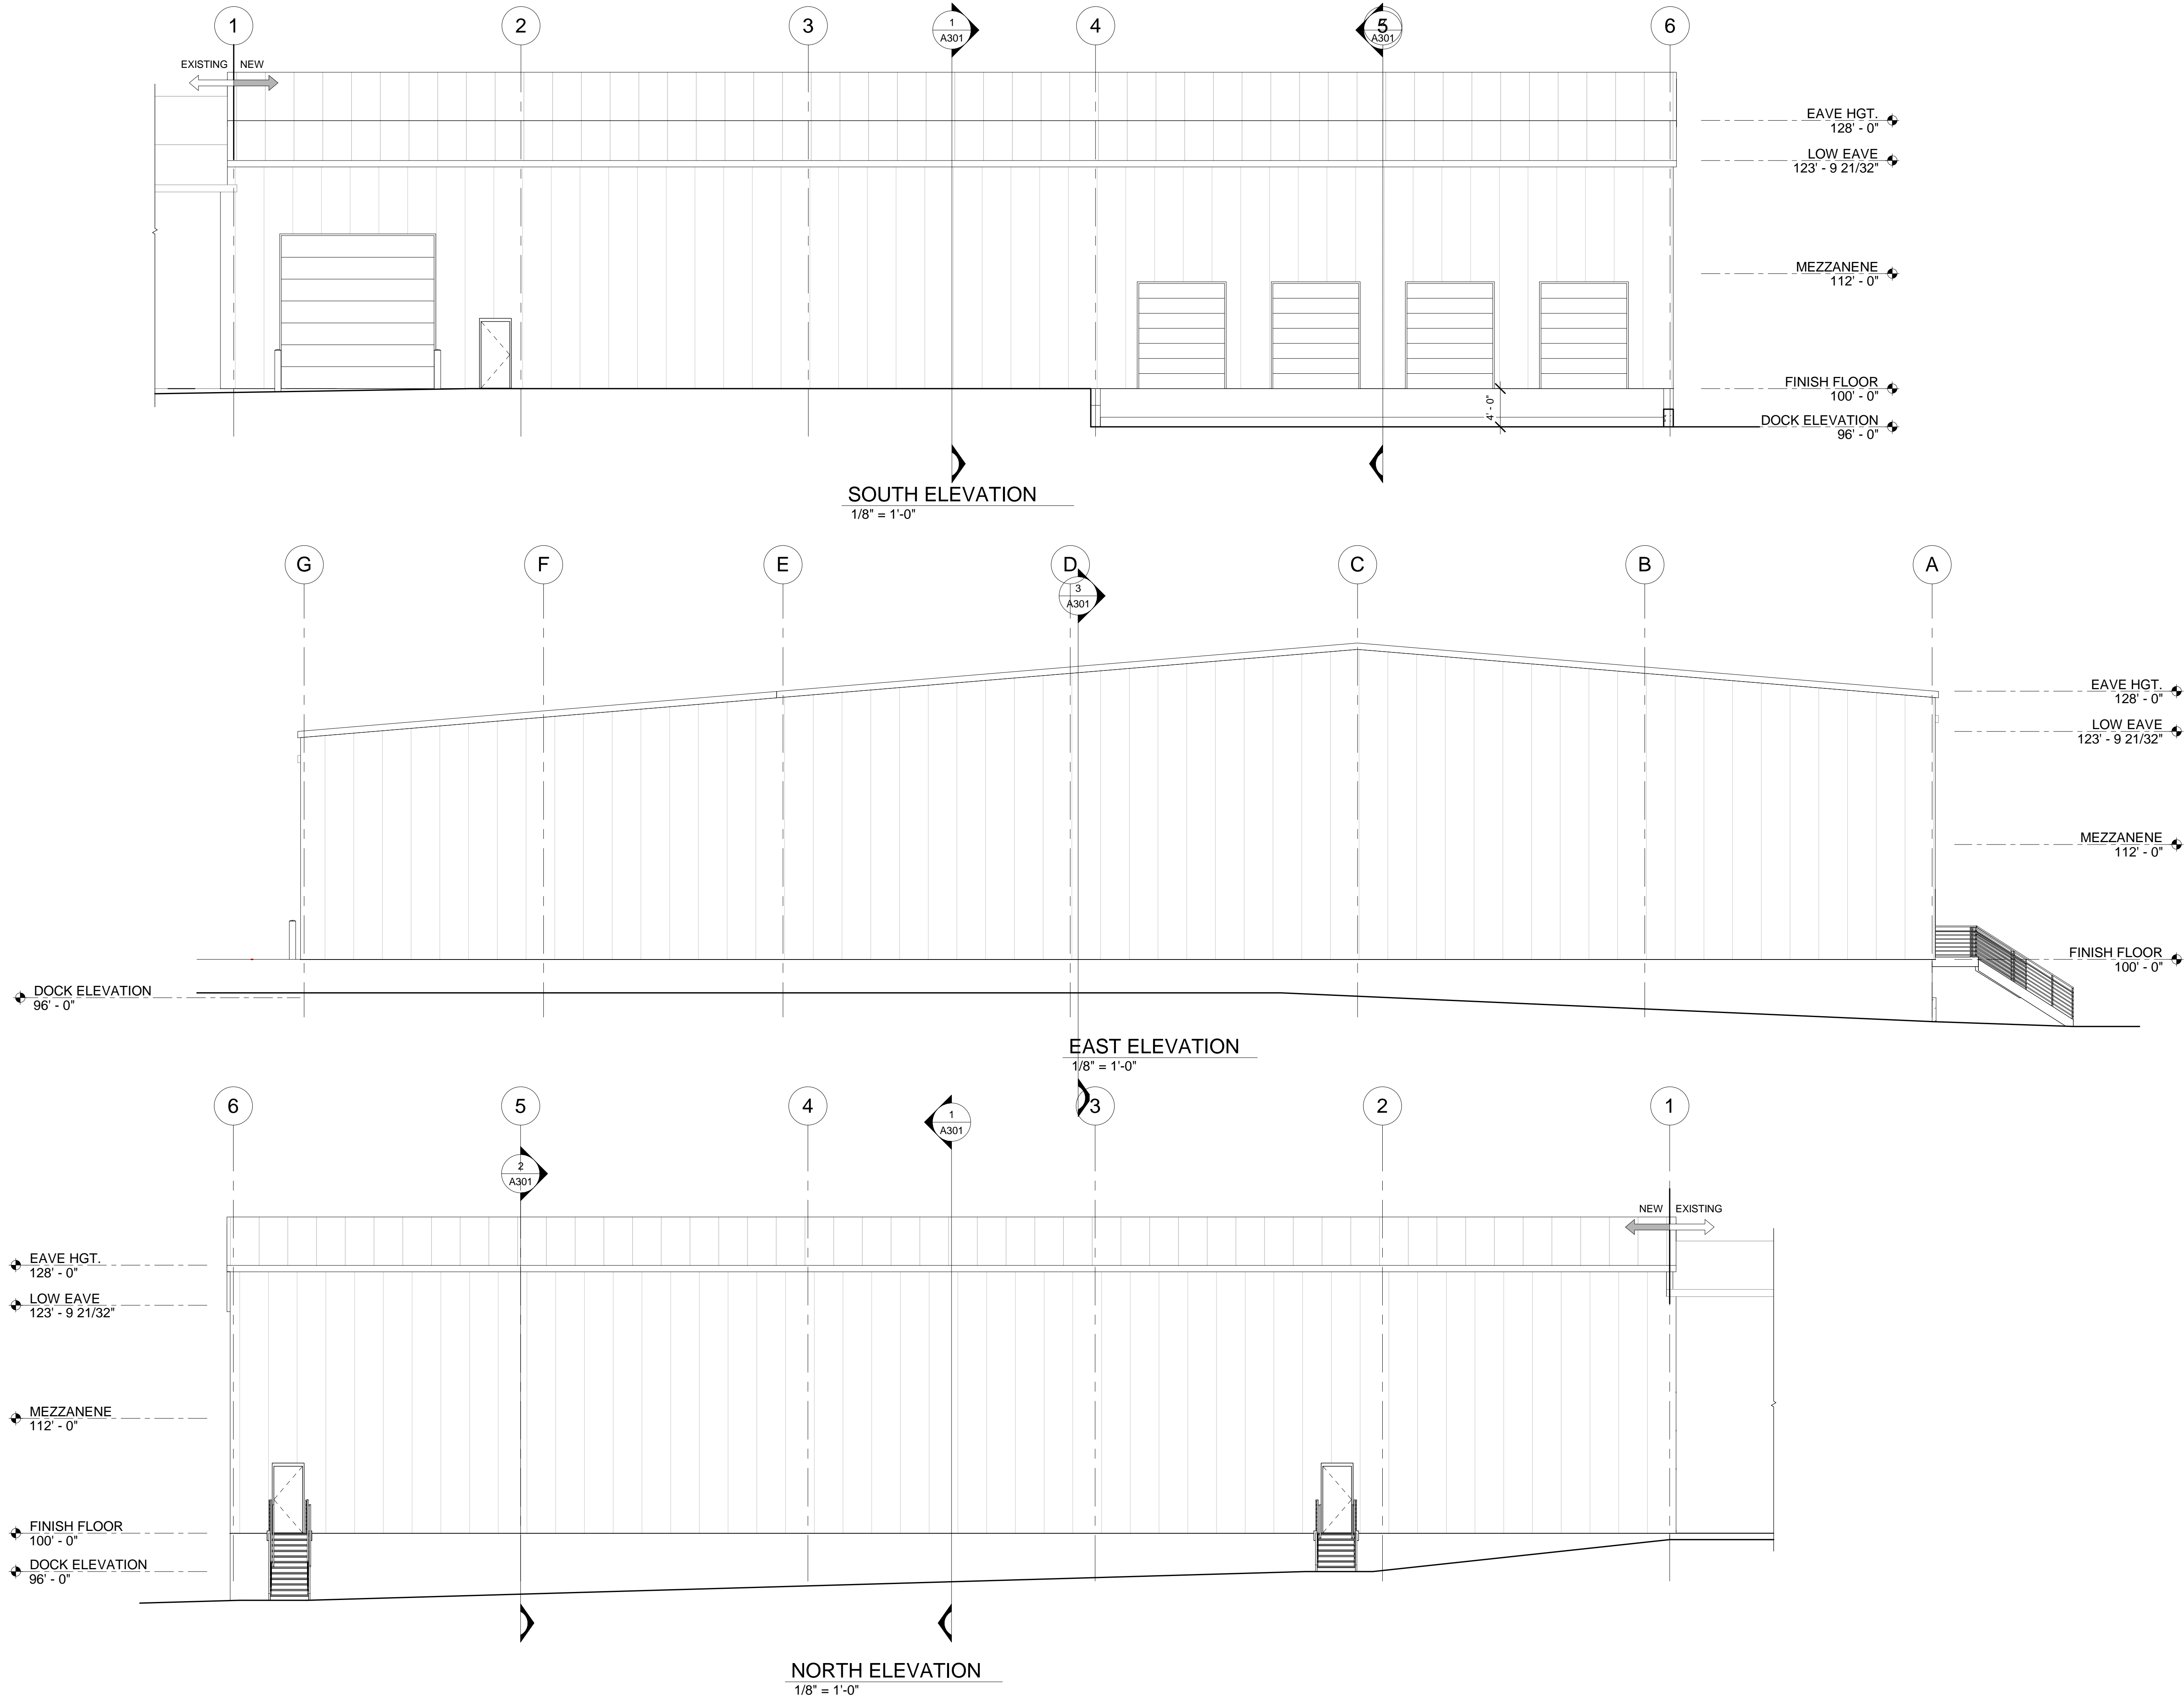 1
2
3
1
A301
4
5
A301
6
EXISTING
NEW
EAVE HGT.
128' - 0"
LOW EAVE
123' - 9 21/32"
MEZZANENE
112' - 0"
FINISH FLOOR
100' - 0"
4' - 0"
DOCK ELEVATION
96' - 0"
SOUTH ELEVATION
1/8" = 1'-0"
G
F
E
D
C
B
A
3
A301
EAVE HGT.
128' - 0"
LOW EAVE
123' - 9 21/32"
MEZZANENE
112' - 0"
FINISH FLOOR
100' - 0"
DOCK ELEVATION
96' - 0"
EAST ELEVATION
1/8" = 1'-0"
6
5
4
1
A301
3
2
1
2
A301
NEW
EXISTING
EAVE HGT.
128' - 0"
LOW EAVE
123' - 9 21/32"
MEZZANENE
112' - 0"
FINISH FLOOR
100' - 0"
DOCK ELEVATION
96' - 0"
NORTH ELEVATION
1/8" = 1'-0"